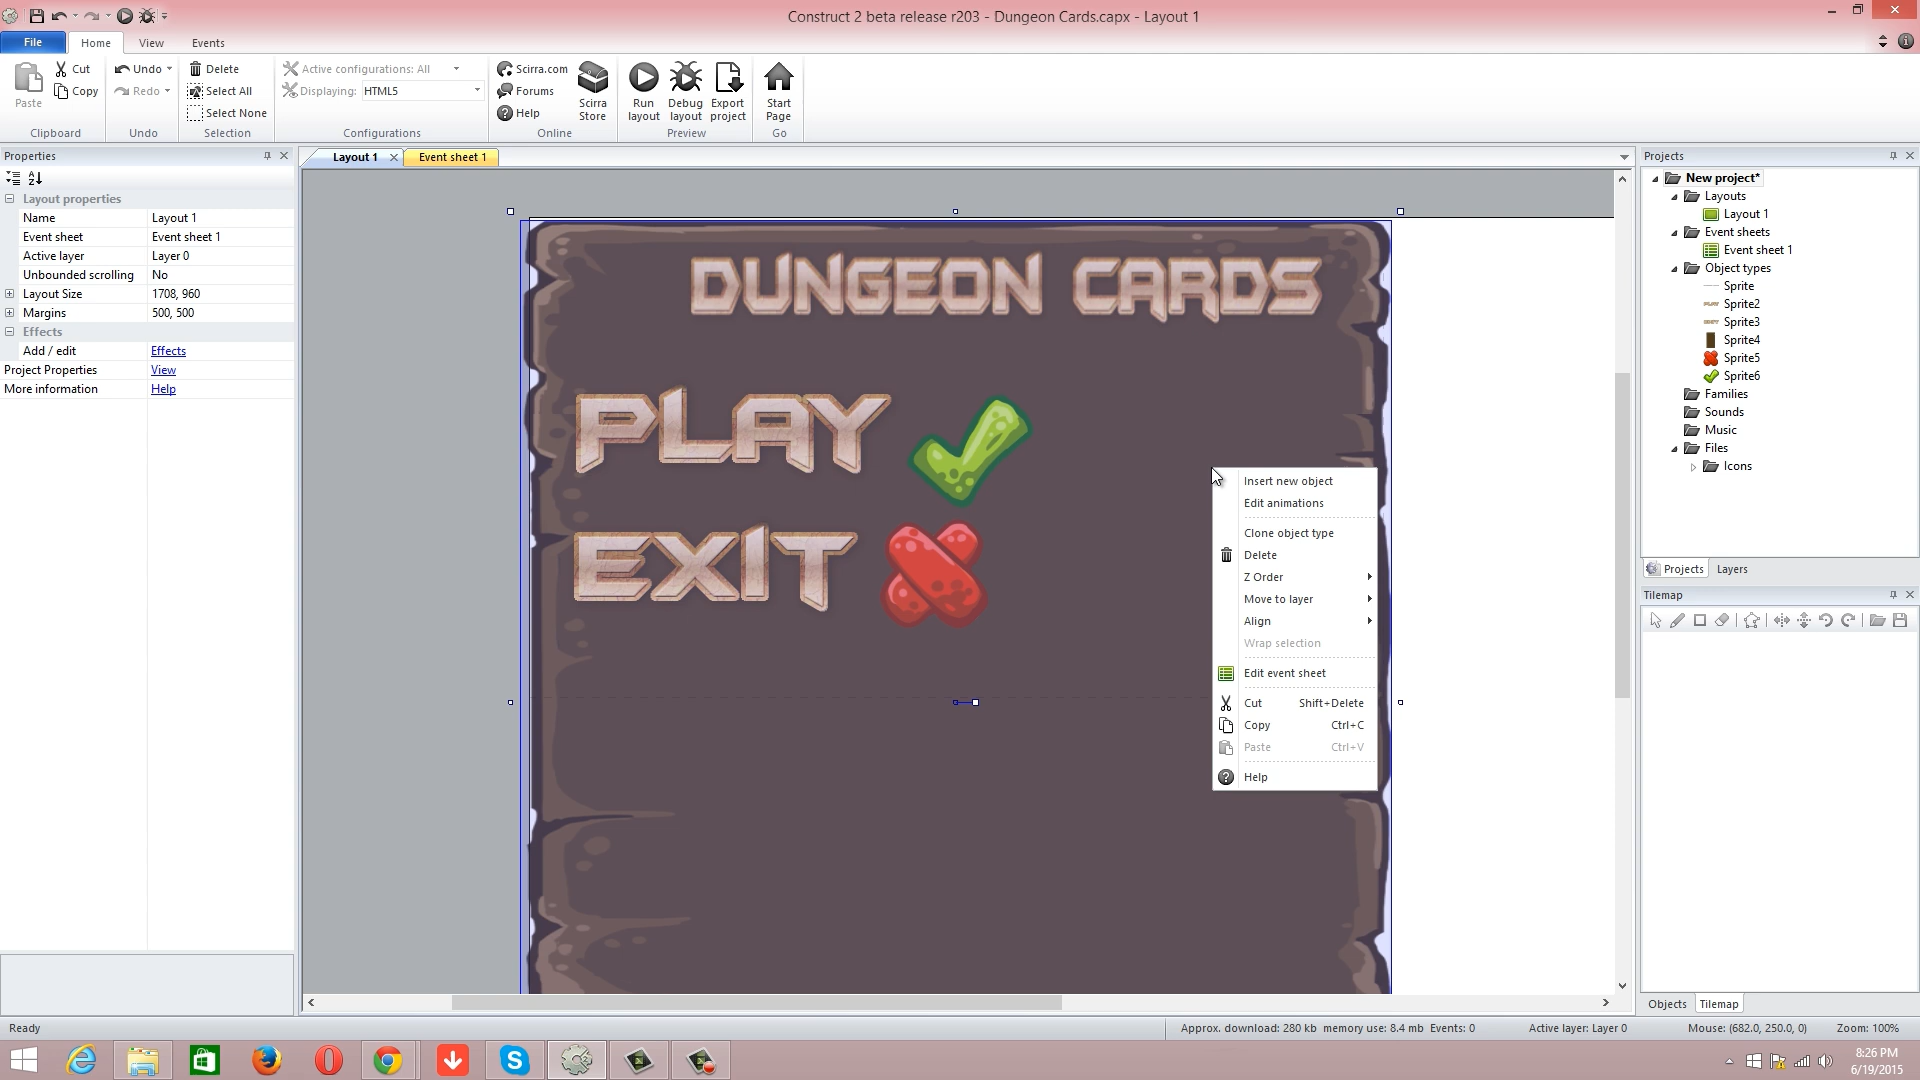 Construct 2 beta release r203 - Dungeon Cards.capx - Layout 1
File Home View Events
Paste Cut Copy
Clipboard
Undo Redo
Undo
Delete
Select All
Select None
Selection
Active configurations: All
Displaying: HTML5
Configurations
Scirra.com
Forums
Help
Scirra Store
Online
Run layout Debug layout Export project
Preview
Start Page
Go
Properties
Layout properties
Name Layout 1
Event sheet Event sheet 1
Active layer Layer 0
Unbounded scrolling No
Layout Size 1708, 960
Margins 500, 500
Effects
Add / edit Effects
Project Properties View
More information Help
Layout 1 Event sheet 1
DUNGEON CARDS
PLAY
EXIT
Insert new object
Edit animations
Clone object type
Delete
Z Order
Move to layer
Align
Wrap selection
Edit event sheet
Cut Shift+Delete
Copy Ctrl+C
Paste Ctrl+V
Help
Projects
New project*
Layouts
Layout 1
Event sheets
Event sheet 1
Object types
Sprite
Sprite2
Sprite3
Sprite4
Sprite5
Sprite6
Families
Sounds
Music
Files
Icons
Projects Layers
Tilemap
Objects Tilemap
Ready
Approx. download: 280 kb memory use: 8.4 mb Events: 0 Active layer: Layer 0 Mouse: (682.0, 250.0, 0) Zoom: 100%
8:26 PM
6/19/2015